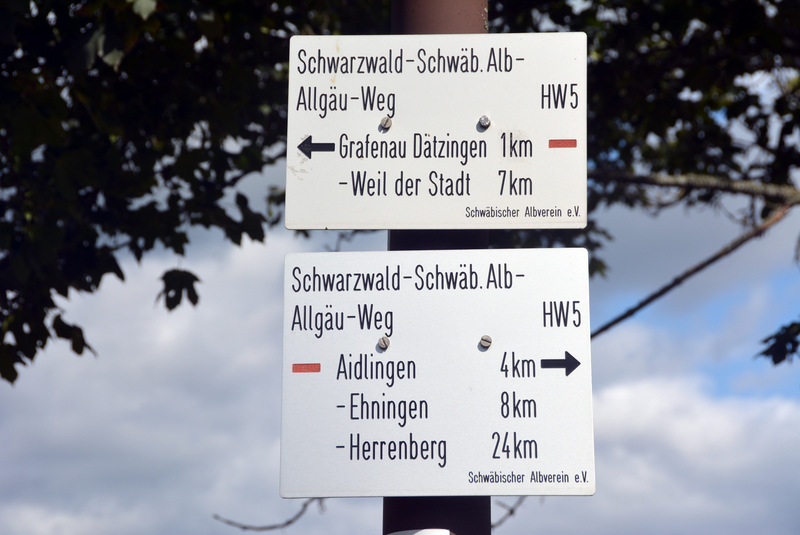 Schwarzwald-Schwäb. Alb-
Allgäu-Weg HW5
Grafenau Dätzingen 1km
-Weil der Stadt 7km
Schwäbischer Albverein e.V.
Schwarzwald-Schwäb. Alb-
Allgäu-Weg HW5
Aidlingen 4km
-Ehningen 8km
-Herrenberg 24km
Schwäbischer Albverein e.V.